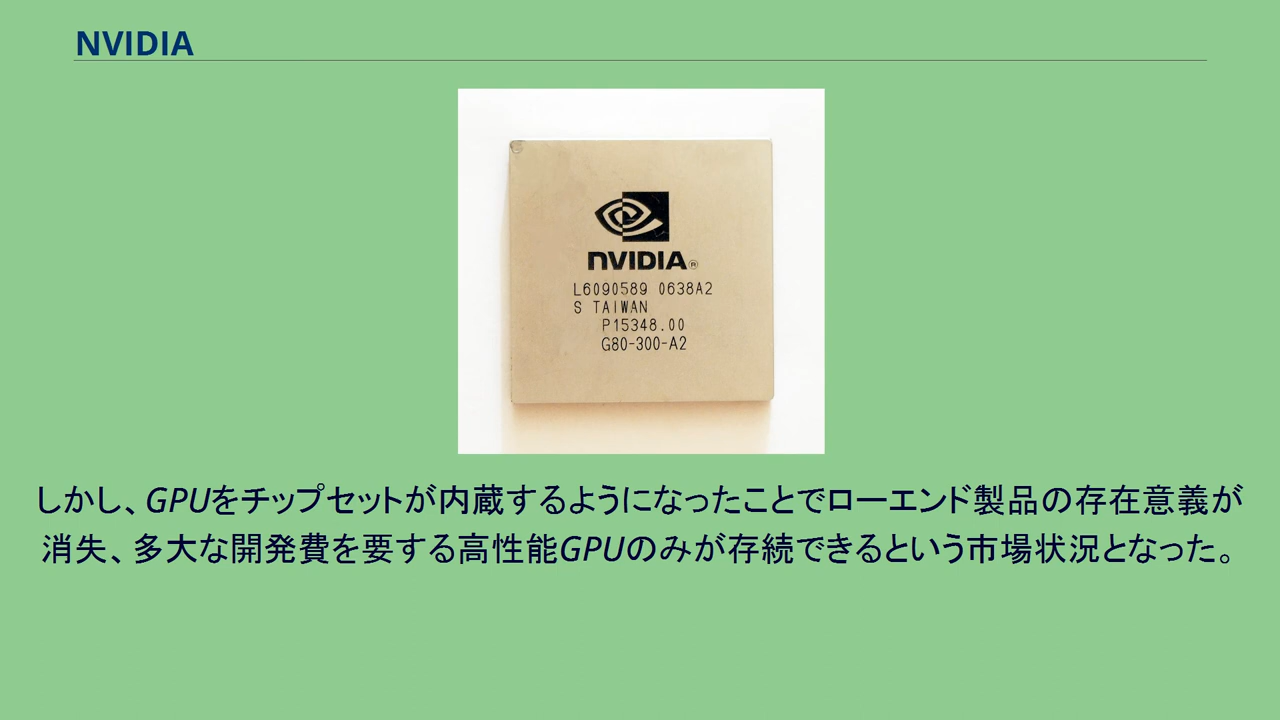 NVIDIA
NVIDIA®
L6090589 0638A2
S TAIWAN
P15348.00
G80-300-A2
しかし、GPUをチップセットが内蔵するようになったことでローエンド製品の存在意義が
消失、多大な開発費を要する高性能GPUのみが存続できるという市場状況となった。